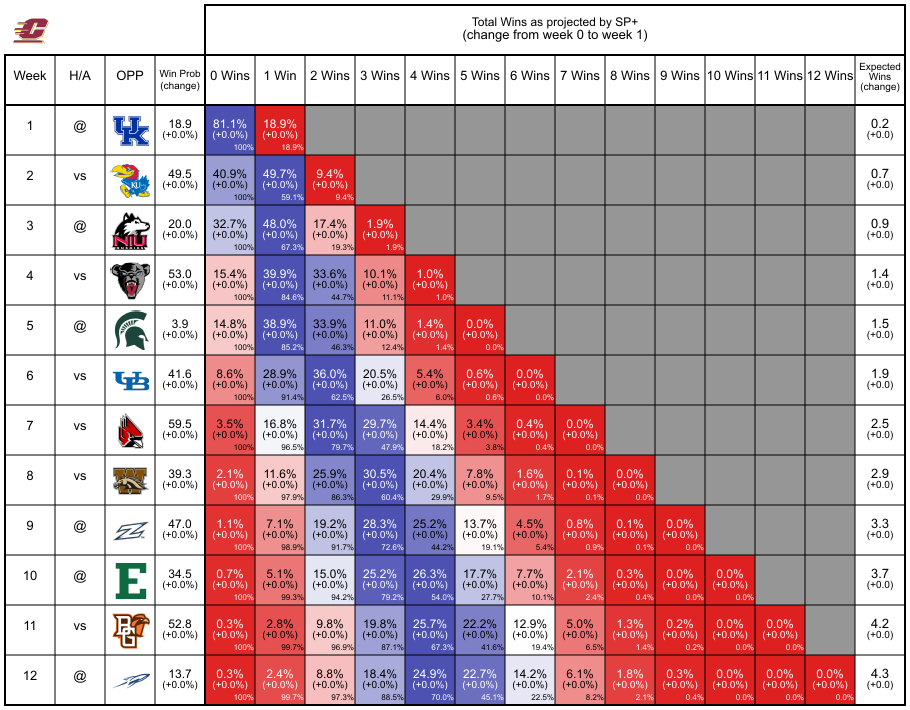 C
Total Wins as projected by SP+
(change from week 0 to week 1)
Week H/A OPP Win Prob (change) 0 Wins 1 Win 2 Wins 3 Wins 4 Wins 5 Wins 6 Wins 7 Wins 8 Wins 9 Wins 10 Wins 11 Wins 12 Wins Expected Wins (change)
1 @ UK 18.9 81.1% 18.9% 0.2
(+0.0%) (+0.0%) (+0.0%) (+0.0)
100% 18.9%
2 vs KU 49.5 40.9% 49.7% 9.4% 0.7
(+0.0%) (+0.0%) (+0.0%) (+0.0%) (+0.0)
100% 59.1% 9.4%
3 @ NIU 20.0 32.7% 48.0% 17.4% 1.9% 0.9
(+0.0%) (+0.0%) (+0.0%) (+0.0%) (+0.0%) (+0.0)
100% 67.3% 19.3% 1.9%
4 vs 53.0 15.4% 39.9% 33.6% 10.1% 1.0% 1.4
(+0.0%) (+0.0%) (+0.0%) (+0.0%) (+0.0%) (+0.0%) (+0.0)
100% 84.6% 44.7% 11.1% 1.0%
5 @ 3.9 14.8% 38.9% 33.9% 11.0% 1.4% 0.0% 1.5
(+0.0%) (+0.0%) (+0.0%) (+0.0%) (+0.0%) (+0.0%) (+0.0%) (+0.0)
100% 85.2% 46.3% 12.4% 1.4% 0.0%
6 vs UB 41.6 8.6% 28.9% 36.0% 20.5% 5.4% 0.6% 0.0% 1.9
(+0.0%) (+0.0%) (+0.0%) (+0.0%) (+0.0%) (+0.0%) (+0.0%) (+0.0%) (+0.0)
100% 91.4% 62.5% 26.5% 6.0% 0.6% 0.0%
7 vs 59.5 3.5% 16.8% 31.7% 29.7% 14.4% 3.4% 0.4% 0.0% 2.5
(+0.0%) (+0.0%) (+0.0%) (+0.0%) (+0.0%) (+0.0%) (+0.0%) (+0.0%) (+0.0%) (+0.0)
100% 96.5% 79.7% 47.9% 18.2% 3.8% 0.4% 0.0%
8 vs W 39.3 2.1% 11.6% 25.9% 30.5% 20.4% 7.8% 1.6% 0.1% 0.0% 2.9
(+0.0%) (+0.0%) (+0.0%) (+0.0%) (+0.0%) (+0.0%) (+0.0%) (+0.0%) (+0.0%) (+0.0%) (+0.0)
100% 97.9% 86.3% 60.4% 29.9% 9.5% 1.7% 0.1% 0.0%
9 @ 47.0 1.1% 7.1% 19.2% 28.3% 25.2% 13.7% 4.5% 0.8% 0.1% 0.0% 3.3
(+0.0%) (+0.0%) (+0.0%) (+0.0%) (+0.0%) (+0.0%) (+0.0%) (+0.0%) (+0.0%) (+0.0%) (+0.0%) (+0.0)
100% 98.9% 91.7% 72.6% 44.2% 19.1% 5.4% 0.9% 0.1% 0.0%
10 @ E 34.5 0.7% 5.1% 15.0% 25.2% 26.3% 17.7% 7.7% 2.1% 0.3% 0.0% 0.0% 3.7
(+0.0%) (+0.0%) (+0.0%) (+0.0%) (+0.0%) (+0.0%) (+0.0%) (+0.0%) (+0.0%) (+0.0%) (+0.0%) (+0.0%) (+0.0)
100% 99.3% 94.2% 79.2% 54.0% 27.7% 10.1% 2.4% 0.4% 0.0% 0.0%
11 vs BG 52.8 0.3% 2.8% 9.8% 19.8% 25.7% 22.2% 12.9% 5.0% 1.3% 0.2% 0.0% 0.0% 4.2
(+0.0%) (+0.0%) (+0.0%) (+0.0%) (+0.0%) (+0.0%) (+0.0%) (+0.0%) (+0.0%) (+0.0%) (+0.0%) (+0.0%) (+0.0%) (+0.0)
100% 99.7% 96.9% 87.1% 67.3% 41.6% 19.4% 6.5% 1.4% 0.2% 0.0% 0.0%
12 @ 13.7 0.3% 2.4% 8.8% 18.4% 24.9% 22.7% 14.2% 6.1% 1.8% 0.3% 0.0% 0.0% 0.0% 4.3
(+0.0%) (+0.0%) (+0.0%) (+0.0%) (+0.0%) (+0.0%) (+0.0%) (+0.0%) (+0.0%) (+0.0%) (+0.0%) (+0.0%) (+0.0%) (+0.0%) (+0.0)
100% 99.7% 97.3% 88.5% 70.0% 45.1% 22.5% 8.2% 2.1% 0.4% 0.0% 0.0% 0.0%